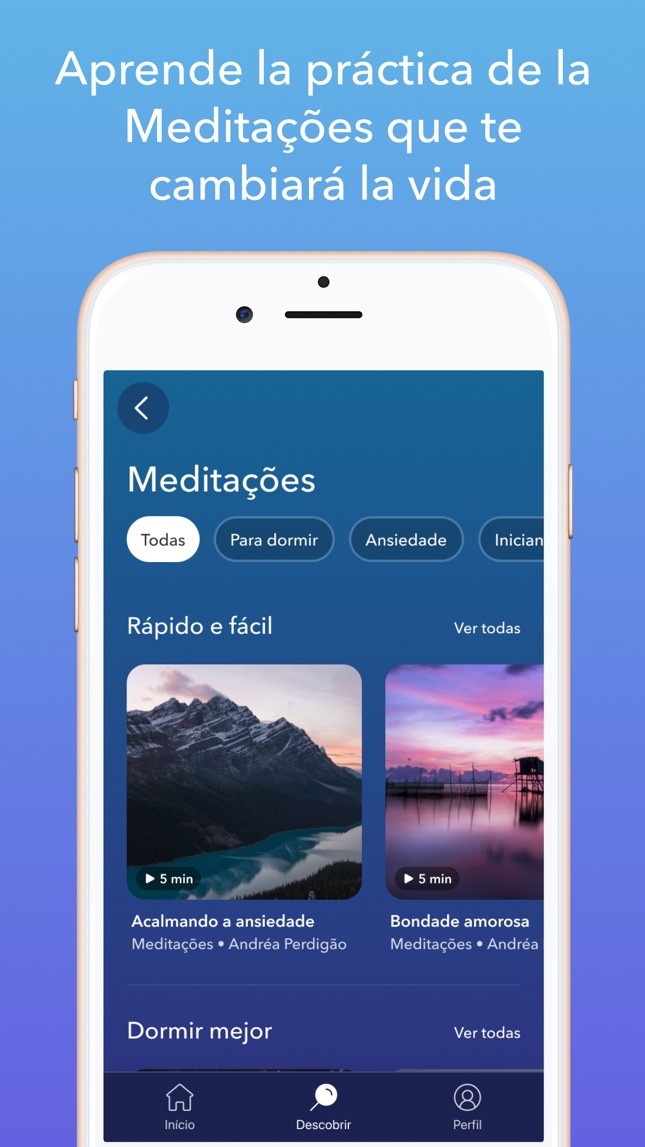 Aprende la práctica de la
Meditações que te
cambiará la vida
Meditações
Todas Para dormir Ansiedade Inician
Rápido e fácil Ver todas
5 min 5 min
Acalmando a ansiedade Bondade amorosa
Meditações • Andréa Perdigão Meditações • Andréa
Dormir mejor Ver todas
Início Descobrir Perfil